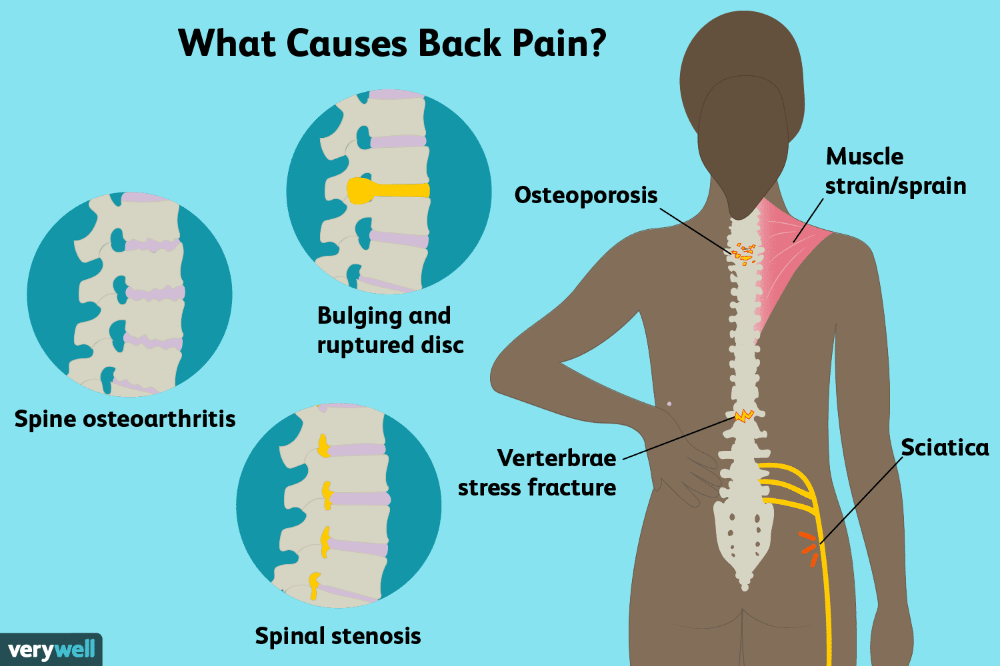 What Causes Back Pain?
Muscle
strain/sprain
Osteoporosis
Bulging and
ruptured disc
Spine osteoarthritis
Verterbrae
stress fracture
Sciatica
Spinal stenosis
verywell